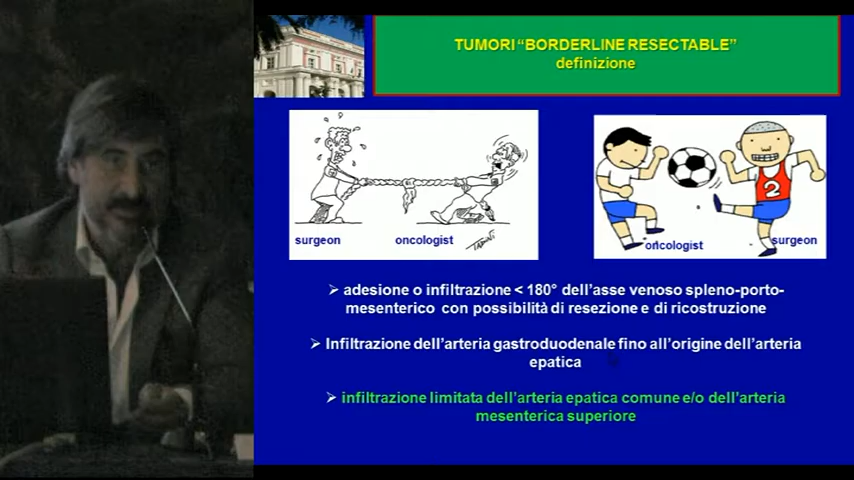 TUMORI “BORDERLINE RESECTABLE”
definizione
surgeon
oncologist
2
oncologist
surgeon
adesione o infiltrazione < 180° dell’asse venoso spleno-porto-
mesenterico con possibilità di resezione e di ricostruzione
Infiltrazione dell’arteria gastroduodenale fino all’origine dell’arteria
epatica
infiltrazione limitata dell’arteria epatica comune e/o dell’arteria
mesenterica superiore